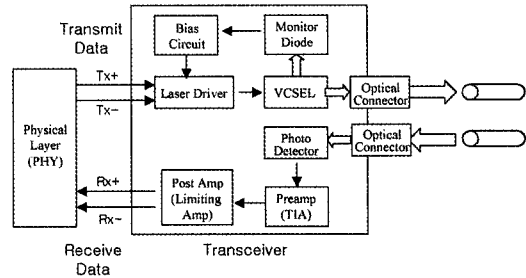 Transmit
Data
Bias
Circuit
Monitor
Diode
Tx+
Tx−
Laser Driver
VCSEL
Optical
Connector
Physical
Layer
(PHY)
Photo
Detector
Optical
Connector
Rx+
Rx−
Post Amp
(Limiting
Amp)
Preamp
(TIA)
Receive
Data
Transceiver